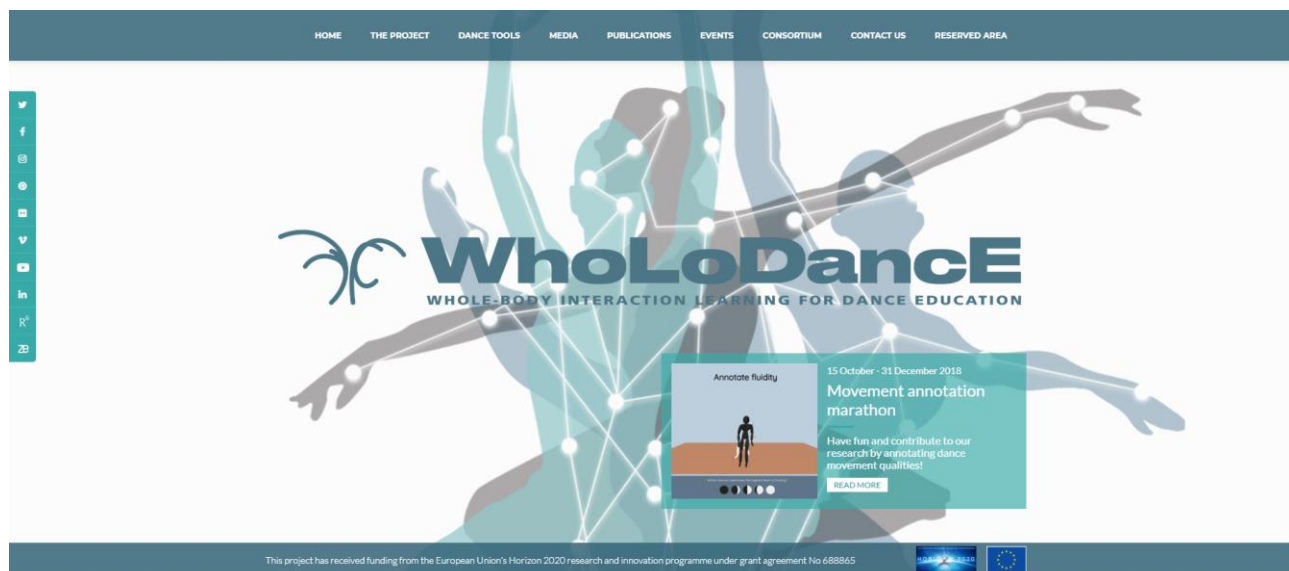 HOME THE PROJECT DANCE TOOLS MEDIA PUBLICATIONS EVENTS CONSORTIUM CONTACT US RESERVED AREA
WhoLoDancE
WHOLE-BODY INTERACTION LEARNING FOR DANCE EDUCATION
Annotate fluidity
15 October - 31 December 2018
Movement annotation
marathon
Have fun and contribute to our
research by annotating dance
movement qualities!
READ MORE
This project has received funding from the European Union's Horizon 2020 research and innovation programme under grant agreement No 688865
HORIZON 2020